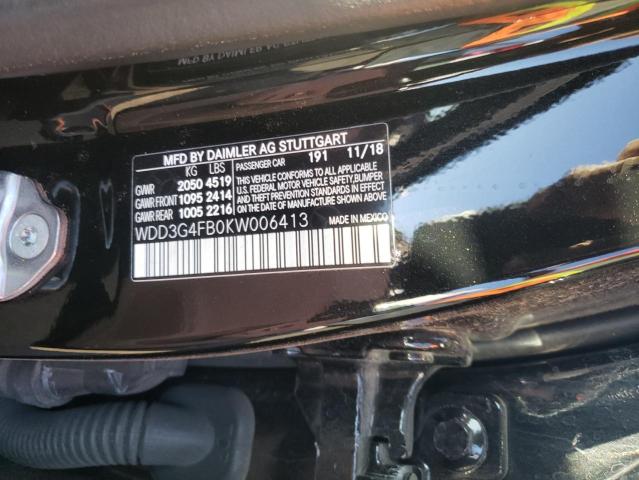 MFD BY DAIMLER AG STUTTGART
KG LBS PASSENGER CAR 191 11/18
GVWR 2050 4519 THIS VEHICLE CONFORMS TO ALL APPLICABLE
GAWR FRONT 1095 2414 U.S. FEDERAL MOTOR VEHICLE SAFETY,BUMPER
GAWR REAR 1005 2216 AND THEFT PREVENTION STANDARDS IN EFFECT
ON THE DATE OF MANUFACTURE SHOWN ABOVE
WDD3G4FB0KW006413 MADE IN MEXICO